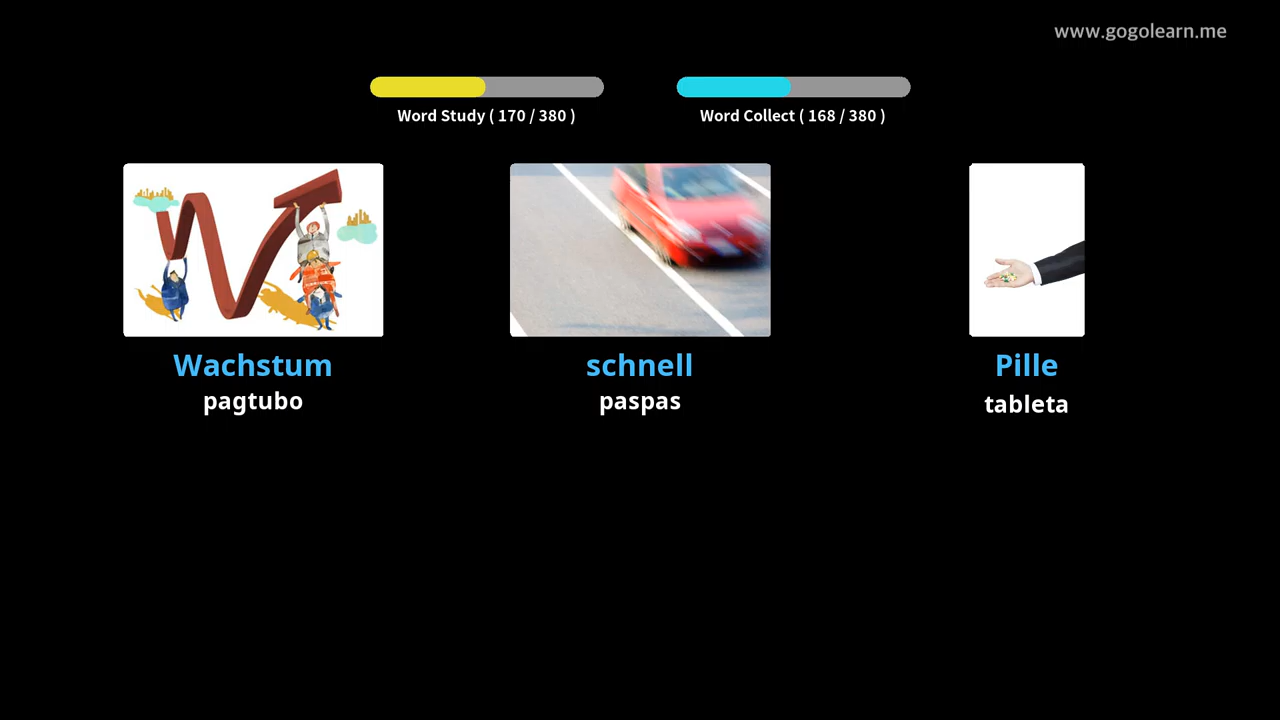 www.gogolearn.me
Word Study ( 170 / 380 )
Word Collect ( 168 / 380 )
Wachstum
pagtubo
schnell
paspas
Pille
tableta